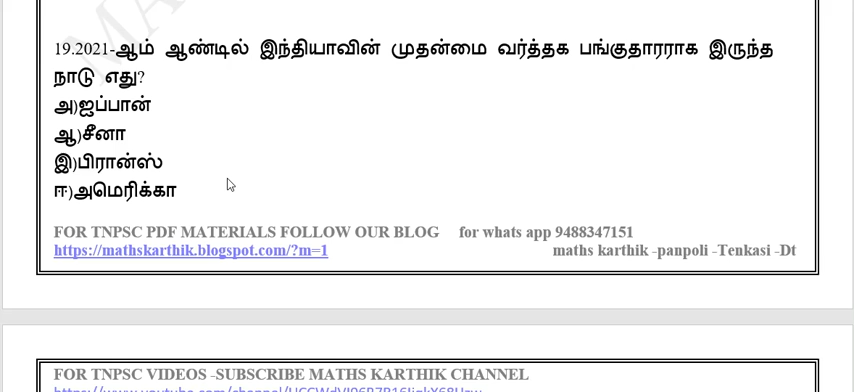 MA
19.2021-ஆம் ஆண்டில் இந்தியாவின் முதன்மை வர்த்தக பங்குதாரராக இருந்த
நாடு எது?
அ)ஐப்பான்
ஆ)சீனா
இ)பிரான்ஸ்
ஈ)அமெரிக்கா
FOR TNPSC PDF MATERIALS FOLLOW OUR BLOG for whats app 9488347151
https://mathskarthik.blogspot.com/?m=1 maths karthik -panpoli -Tenkasi -Dt
FOR TNPSC VIDEOS -SUBSCRIBE MATHS KARTHIK CHANNEL